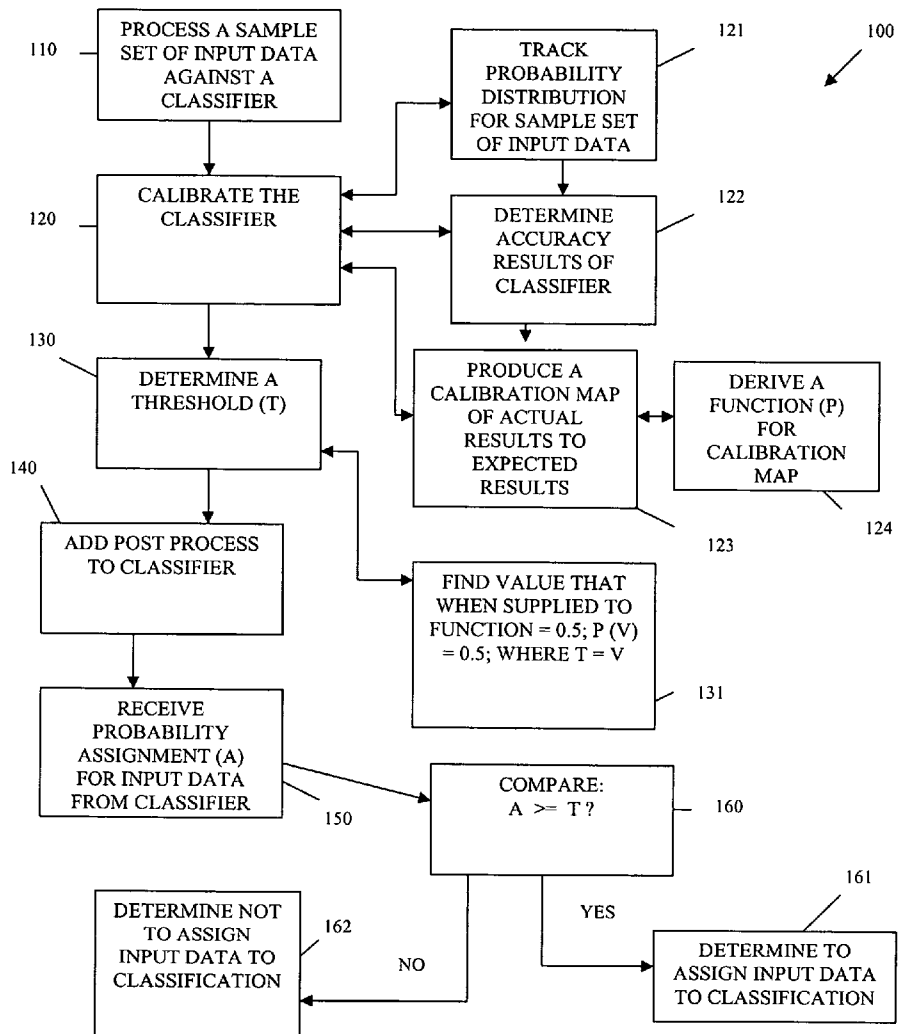 110
PROCESS A SAMPLE
SET OF INPUT DATA
AGAINST A
CLASSIFIER
121
TRACK
PROBABILITY
DISTRIBUTION
FOR SAMPLE SET
OF INPUT DATA
100
120
CALIBRATE THE
CLASSIFIER
122
DETERMINE
ACCURACY
RESULTS OF
CLASSIFIER
130
DETERMINE A
THRESHOLD (T)
PRODUCE A
CALIBRATION MAP
OF ACTUAL
RESULTS TO
EXPECTED
RESULTS
123
DERIVE A
FUNCTION (P)
FOR
CALIBRATION
MAP
124
140
ADD POST PROCESS
TO CLASSIFIER
FIND VALUE THAT
WHEN SUPPLIED TO
FUNCTION = 0.5; P (V)
= 0.5; WHERE T = V
131
RECEIVE
PROBABILITY
ASSIGNMENT (A)
FOR INPUT DATA
FROM CLASSIFIER
150
COMPARE:
A >= T ?
160
YES
NO
161
DETERMINE TO
ASSIGN INPUT DATA
TO CLASSIFICATION
DETERMINE NOT
TO ASSIGN
INPUT DATA TO
CLASSIFICATION
162